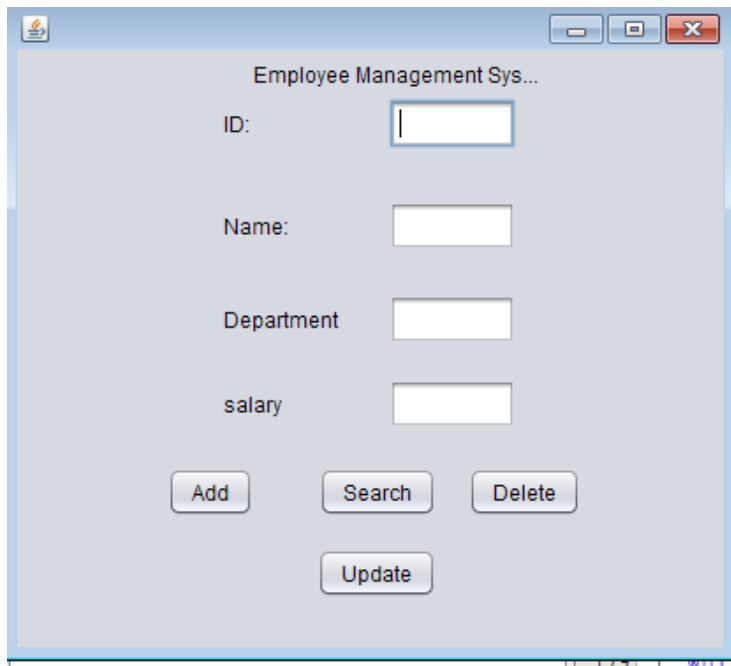 Employee Management Sys...
ID:
Name:
Department
salary
Add Search Delete
Update